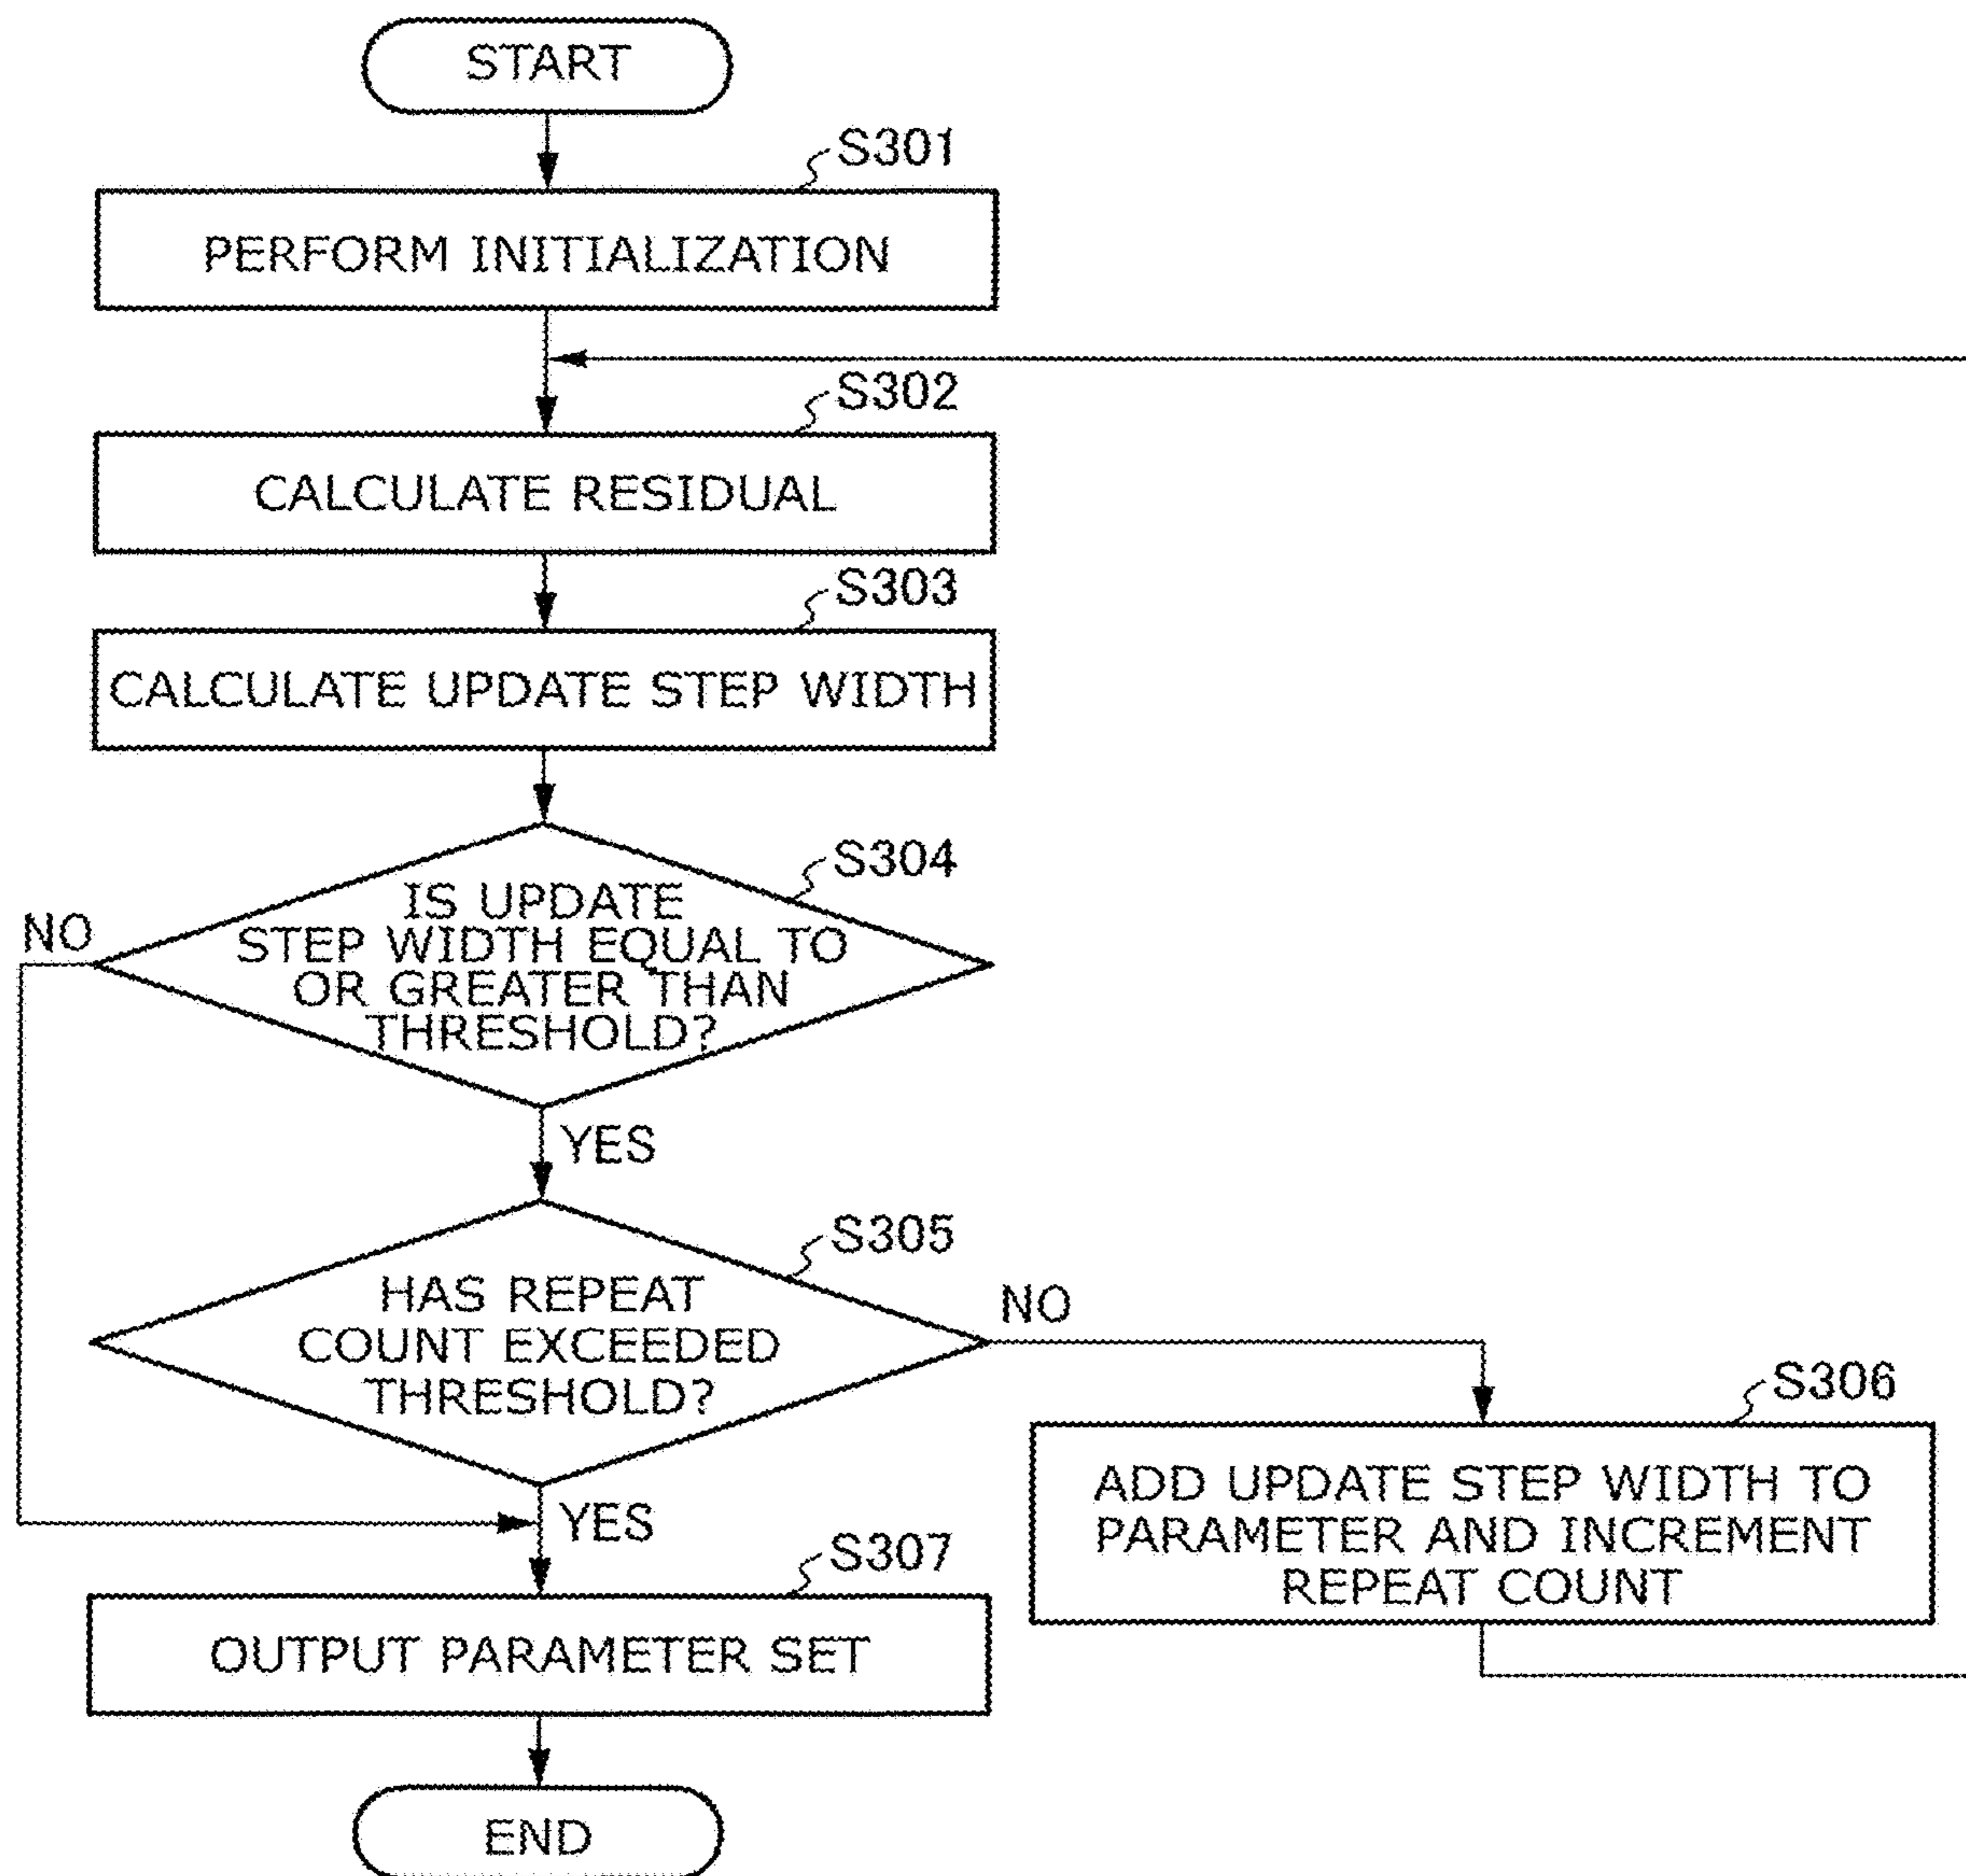 START
S301
PERFORM INITIALIZATION
S302
CALCULATE RESIDUAL
S303
CALCULATE UPDATE STEP WIDTH
S304
IS UPDATE
STEP WIDTH EQUAL TO
OR GREATER THAN
THRESHOLD?
NO
YES
S305
HAS REPEAT
COUNT EXCEEDED
THRESHOLD?
NO
S306
ADD UPDATE STEP WIDTH TO
PARAMETER AND INCREMENT
REPEAT COUNT
YES
S307
OUTPUT PARAMETER SET
END